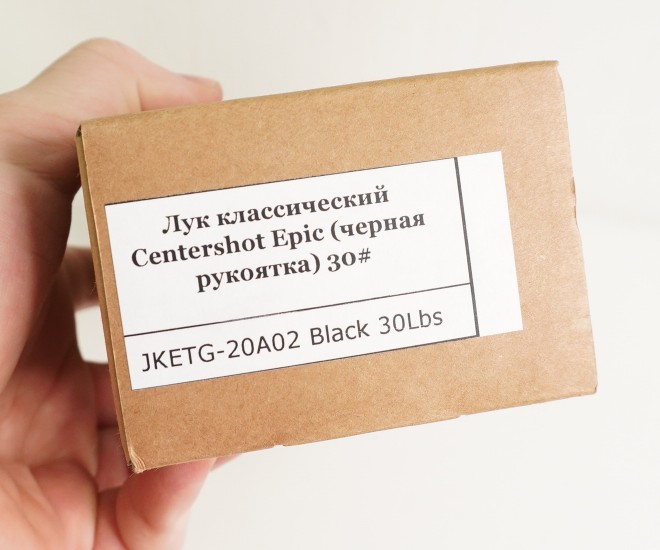 Лук классический
Centershot Epic (черная
рукоятка) 30#
JKETG-20A02 Black 30Lbs